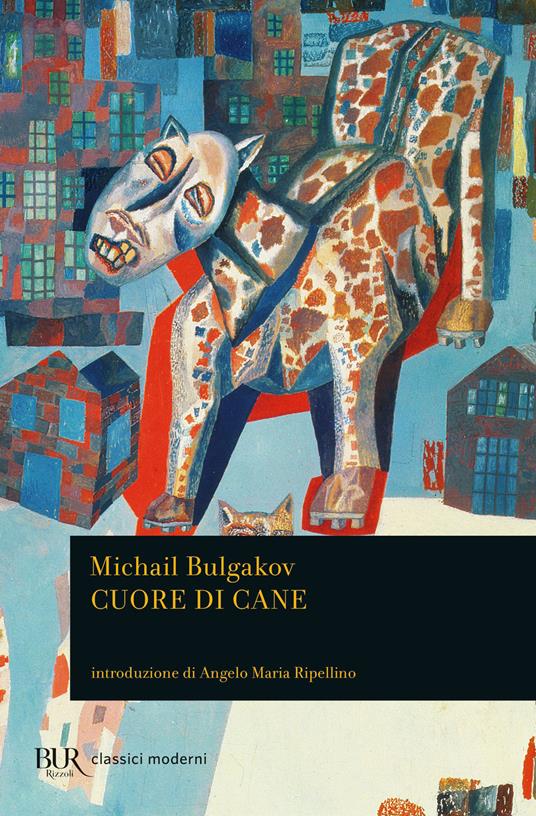 Michail Bulgakov
CUORE DI CANE
introduzione di Angelo Maria Ripellino
BUR classici moderni
Rizzoli